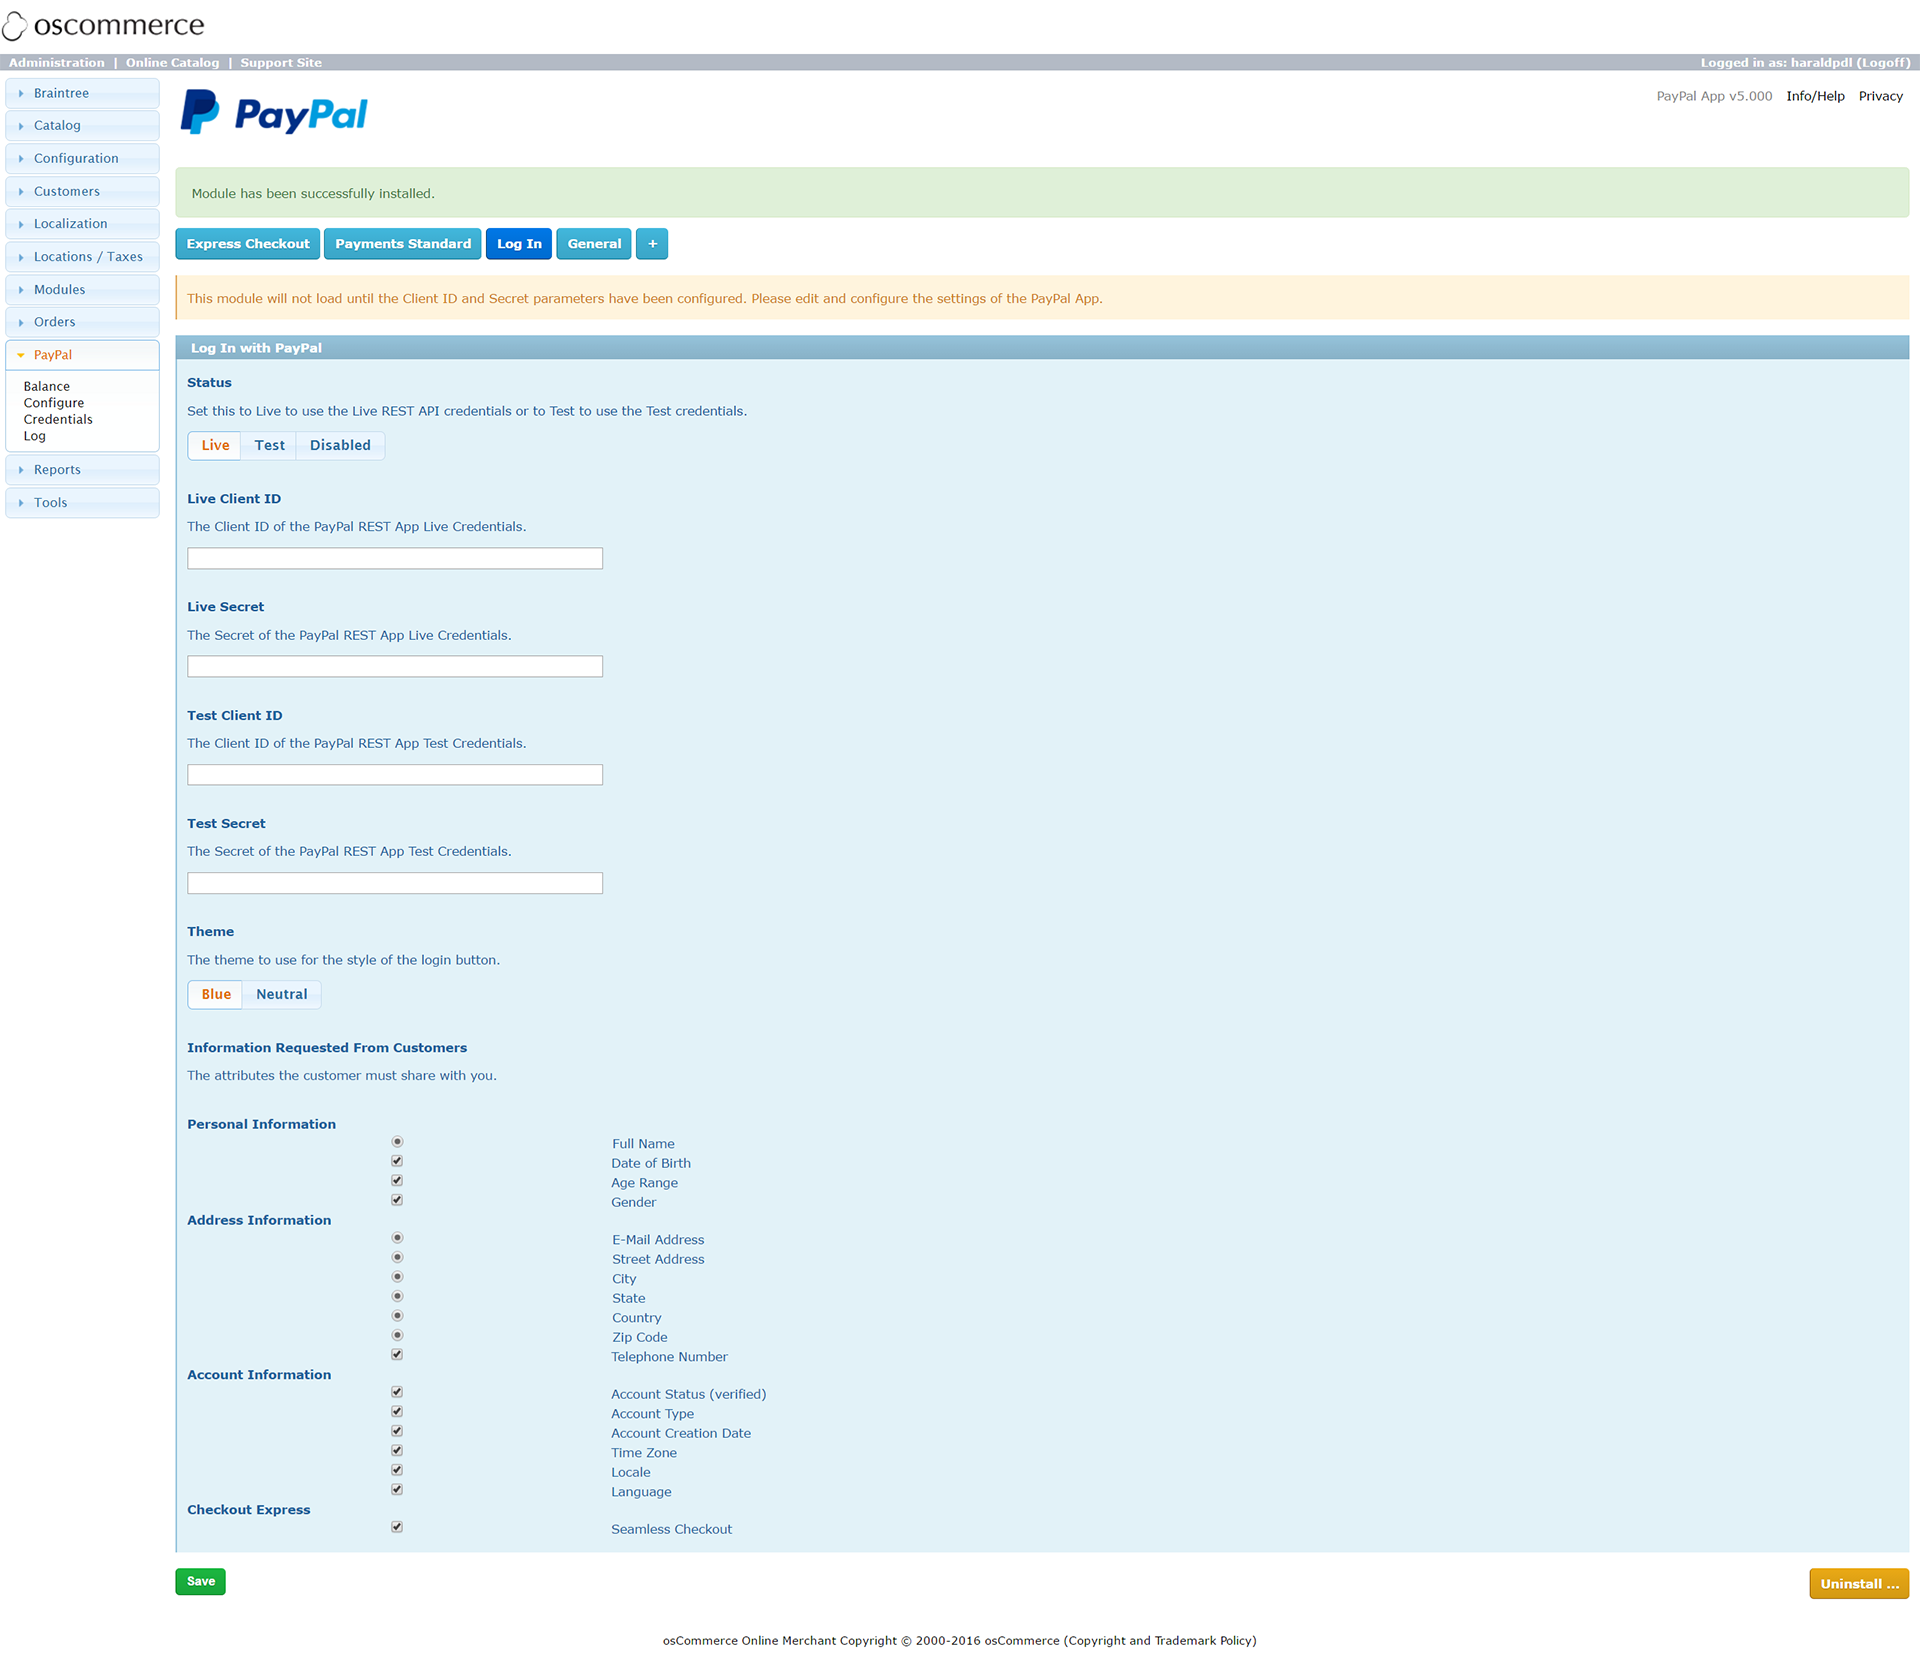 oscommerce
Administration | Online Catalog | Support Site
Logged in as: haraldpdl (Logoff)
Braintree
Catalog
Configuration
Customers
Localization
Locations / Taxes
Modules
Orders
PayPal
Balance
Configure
Credentials
Log
Reports
Tools
PayPal
PayPal App v5.000 Info/Help Privacy
Module has been successfully installed.
Express Checkout Payments Standard Log In General +
This module will not load until the Client ID and Secret parameters have been configured. Please edit and configure the settings of the PayPal App.
Log In with PayPal
Status
Set this to Live to use the Live REST API credentials or to Test to use the Test credentials.
Live Test Disabled
Live Client ID
The Client ID of the PayPal REST App Live Credentials.
Live Secret
The Secret of the PayPal REST App Live Credentials.
Test Client ID
The Client ID of the PayPal REST App Test Credentials.
Test Secret
The Secret of the PayPal REST App Test Credentials.
Theme
The theme to use for the style of the login button.
Blue Neutral
Information Requested From Customers
The attributes the customer must share with you.
Personal Information
Full Name
Date of Birth
Age Range
Gender
Address Information
E-Mail Address
Street Address
City
State
Country
Zip Code
Telephone Number
Account Information
Account Status (verified)
Account Type
Account Creation Date
Time Zone
Locale
Language
Checkout Express
Seamless Checkout
Save
Uninstall ...
osCommerce Online Merchant Copyright © 2000-2016 osCommerce (Copyright and Trademark Policy)